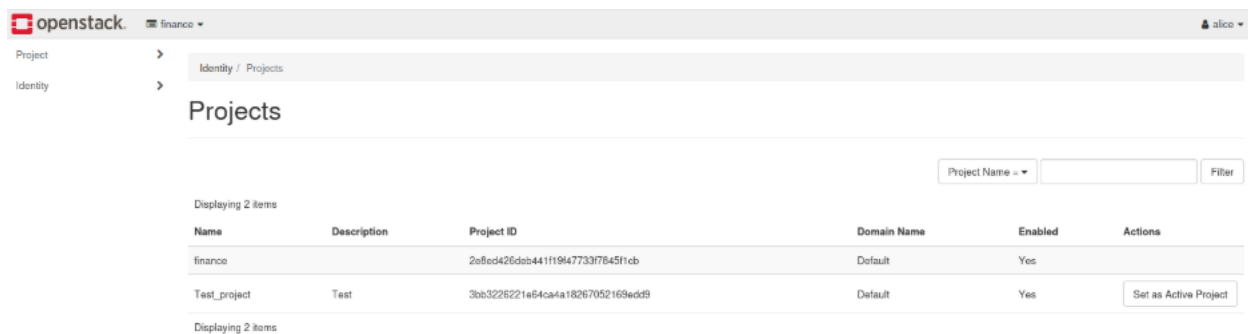 openstack. finance alice
Project
Identity / Projects
Identity
Projects
Project Name = Filter
Displaying 2 items
Name Description Project ID Domain Name Enabled Actions
finance 2e8ed426deb441f19f47733f7845f1cb Default Yes
Test_project Test 3bb3226221e64ca4a18267052169edd9 Default Yes Set as Active Project
Displaying 2 items